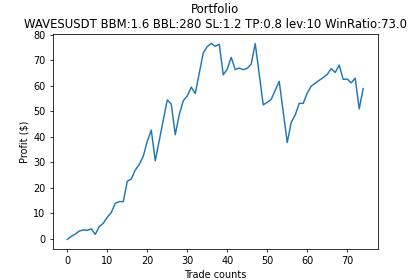 Portfolio
WAVESUSDT BBM:1.6 BBL:280 SL:1.2 TP:0.8 lev:10 WinRatio:73.0
80
70
60
50
40
30
20
10
0
Profit ($)
0 10 20 30 40 50 60 70
Trade counts